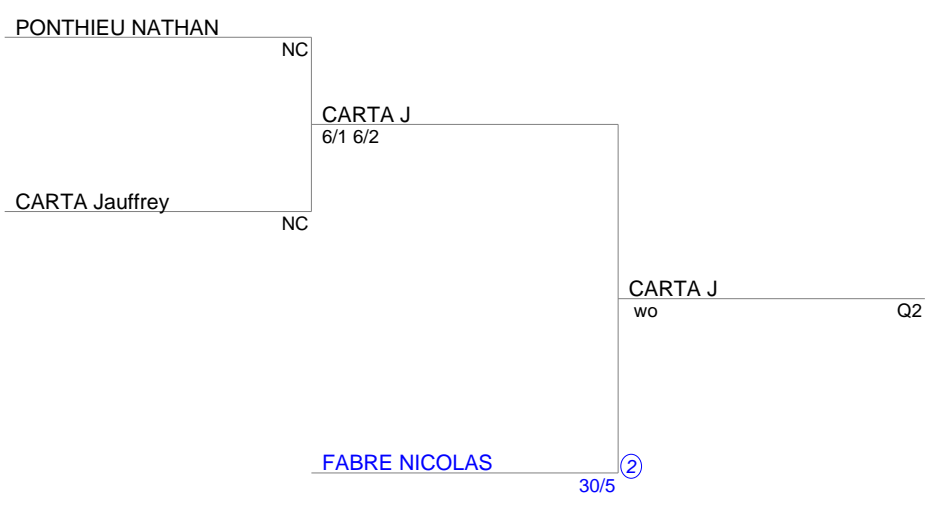 PONTHIEU NATHAN
NC
CARTA J
6/1 6/2
CARTA Jauffrey
NC
CARTA J
wo Q2
FABRE NICOLAS 2
30/5